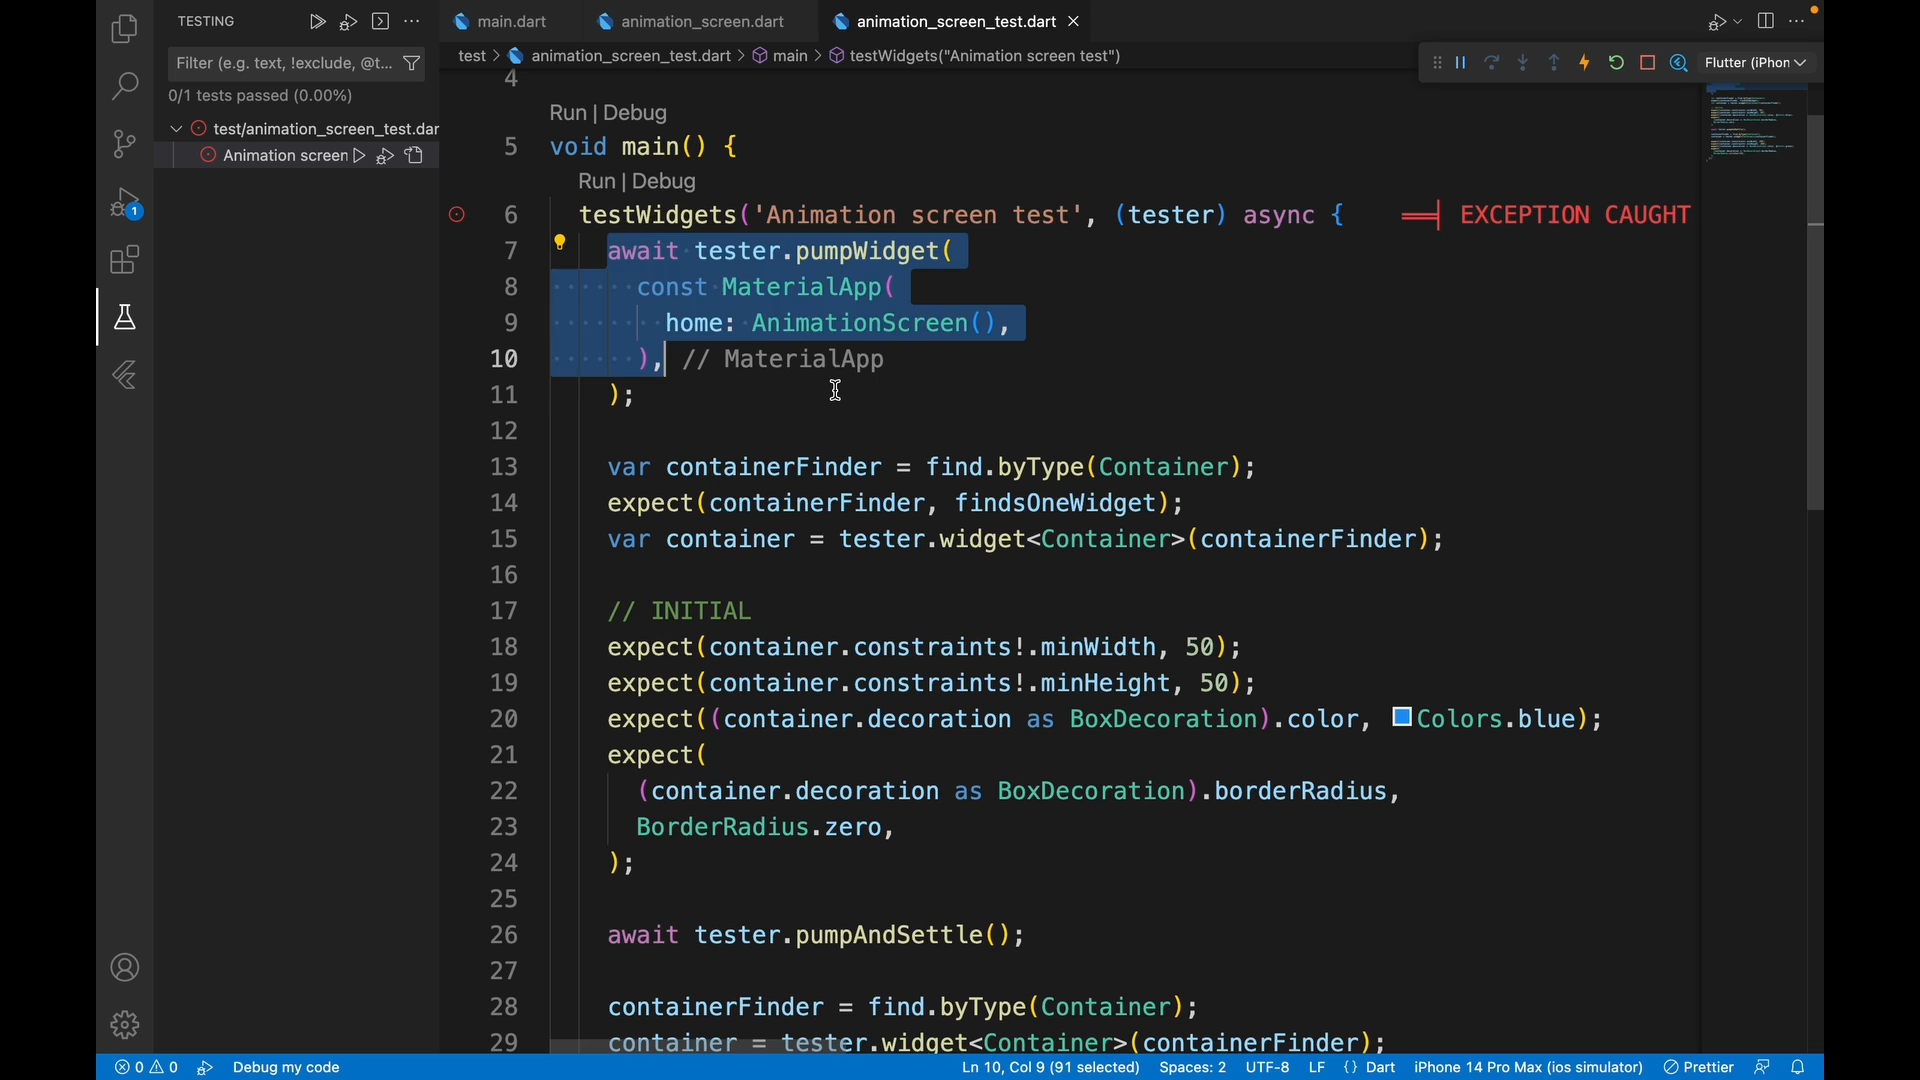 TESTING
main.dart
animation_screen.dart
animation_screen_test.dart
Filter (e.g. text, !exclude, @t...
0/1 tests passed (0.00%)
test/animation_screen_test.dar
Animation screen
test > animation_screen_test.dart > main > testWidgets("Animation screen test")
Flutter (iPhon
4
Run | Debug
5 void main() {
Run | Debug
6 testWidgets('Animation screen test', (tester) async { ══╡ EXCEPTION CAUGHT
7 await tester.pumpWidget(
8 const MaterialApp(
9 home: AnimationScreen(),
10 ), // MaterialApp
11 );
12
13 var containerFinder = find.byType(Container);
14 expect(containerFinder, findsOneWidget);
15 var container = tester.widget<Container>(containerFinder);
16
17 // INITIAL
18 expect(container.constraints!.minWidth, 50);
19 expect(container.constraints!.minHeight, 50);
20 expect((container.decoration as BoxDecoration).color, Colors.blue);
21 expect(
22 (container.decoration as BoxDecoration).borderRadius,
23 BorderRadius.zero,
24 );
25
26 await tester.pumpAndSettle();
27
28 containerFinder = find.byType(Container);
29 container = tester.widget<Container>(containerFinder);
1
0 0 Debug my code
Ln 10, Col 9 (91 selected) Spaces: 2 UTF-8 LF {} Dart iPhone 14 Pro Max (ios simulator) Prettier